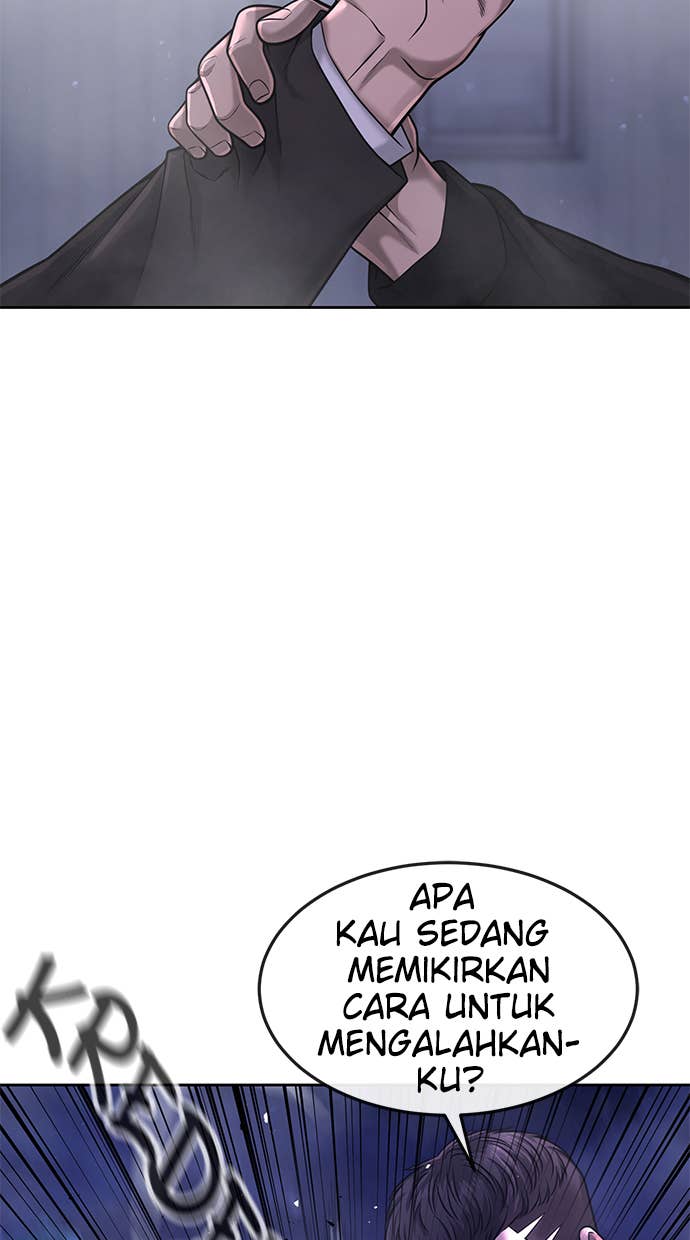 APA
KAU SEDANG
MEMIKIRKAN
CARA UNTUK
MENGALAHKAN-
KU?